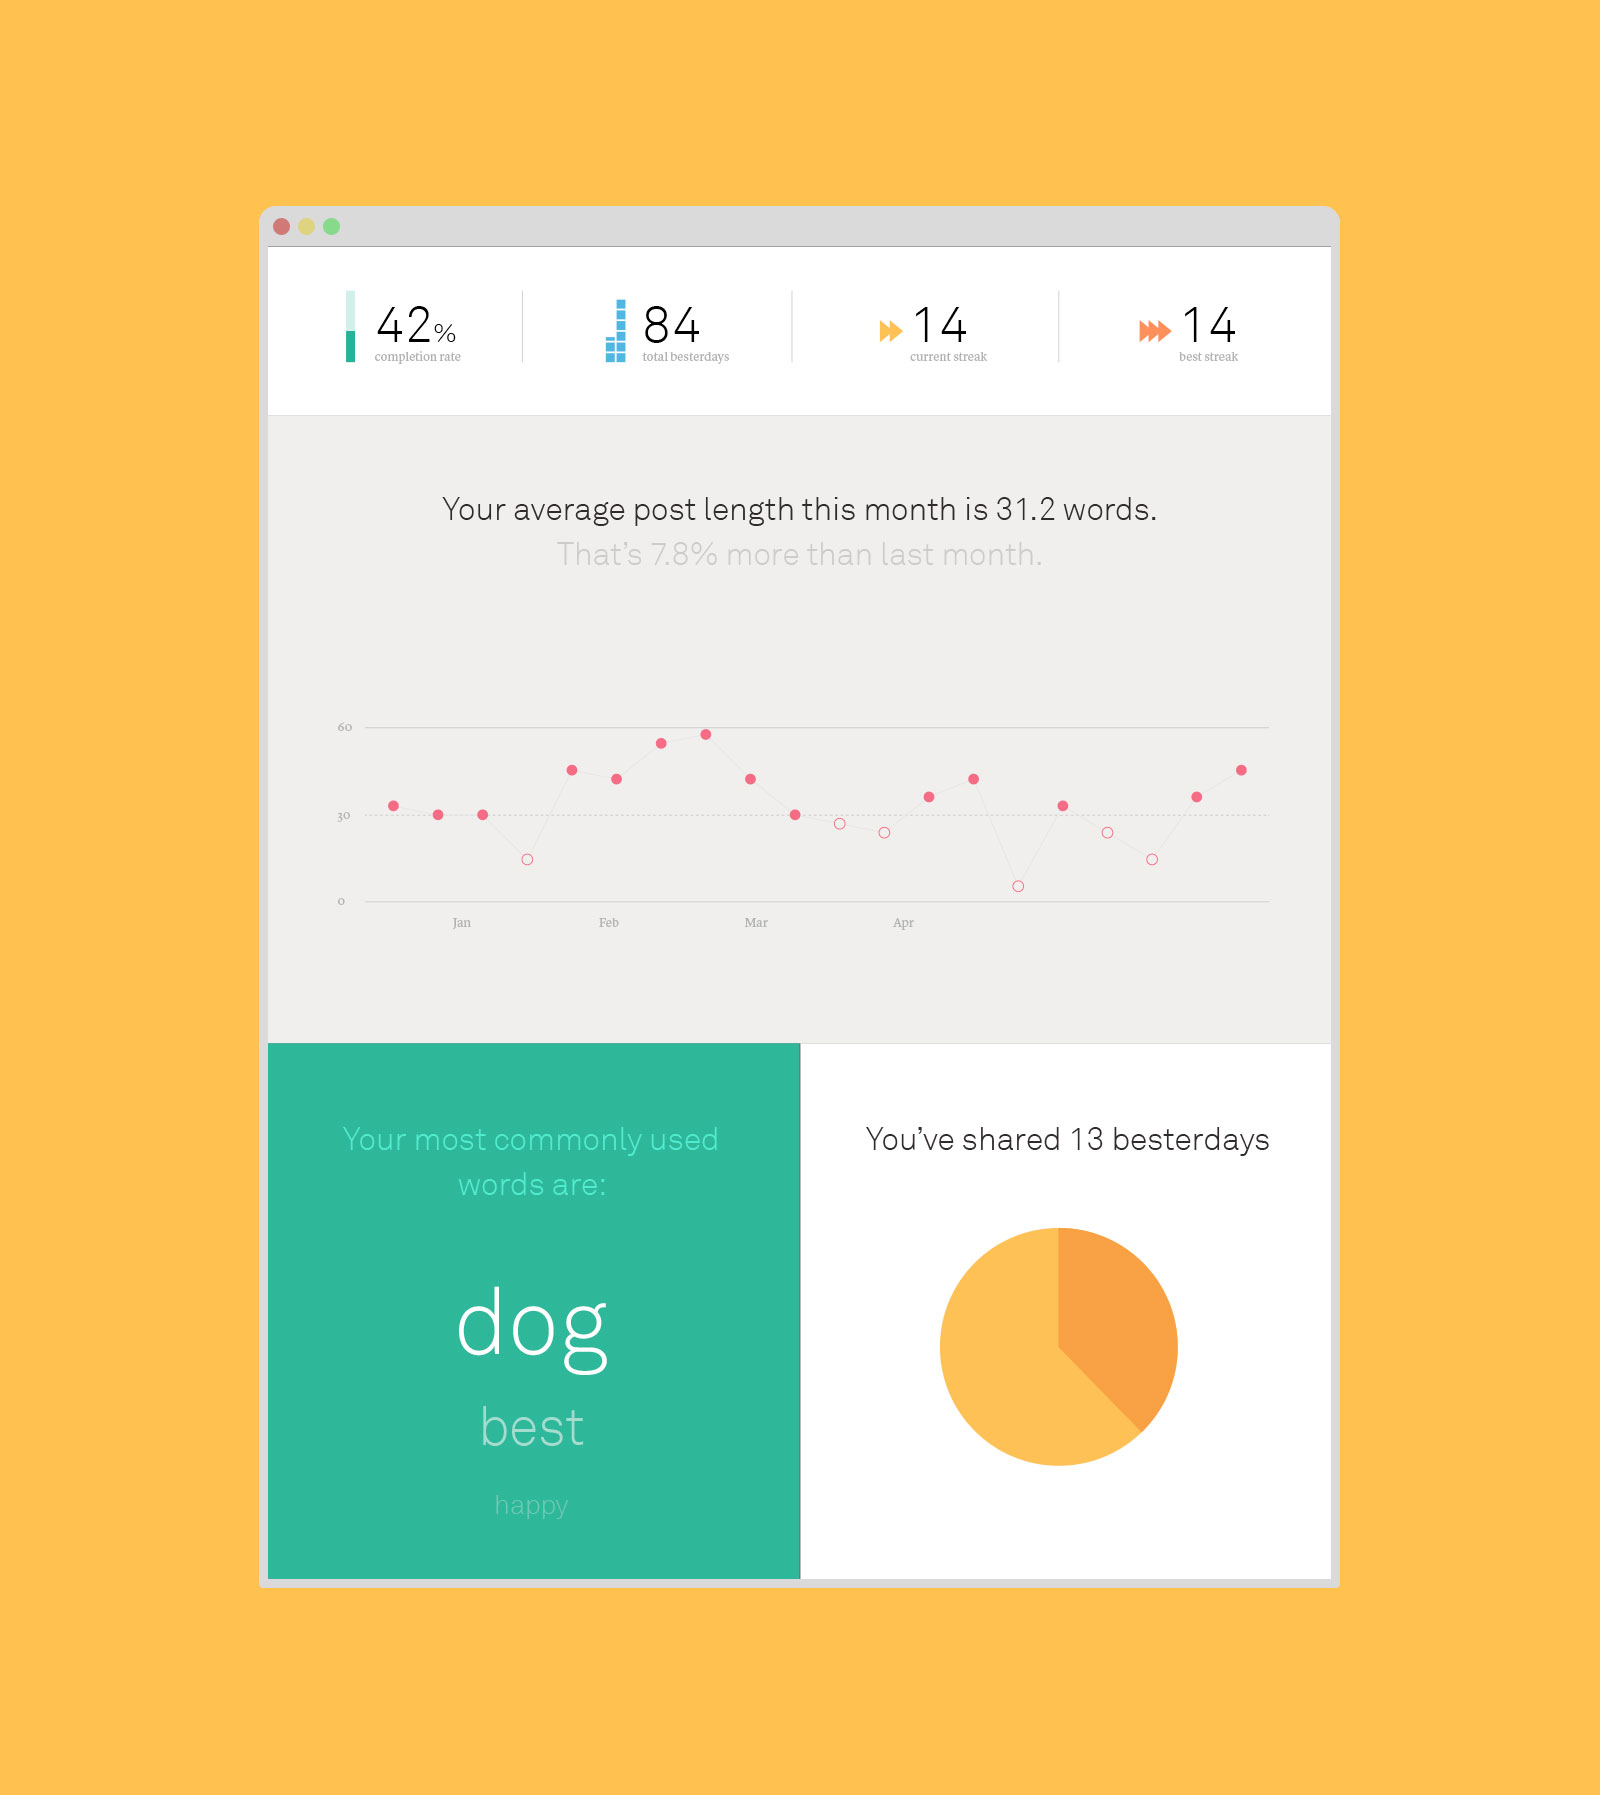 42%
completion rate
84
total besterdays
14
current streak
14
best streak
Your average post length this month is 31.2 words.
That's 7.8% more than last month.
60
30
0
Jan
Feb
Mar
Apr
Your most commonly used
words are:
dog
best
happy
You've shared 13 besterdays